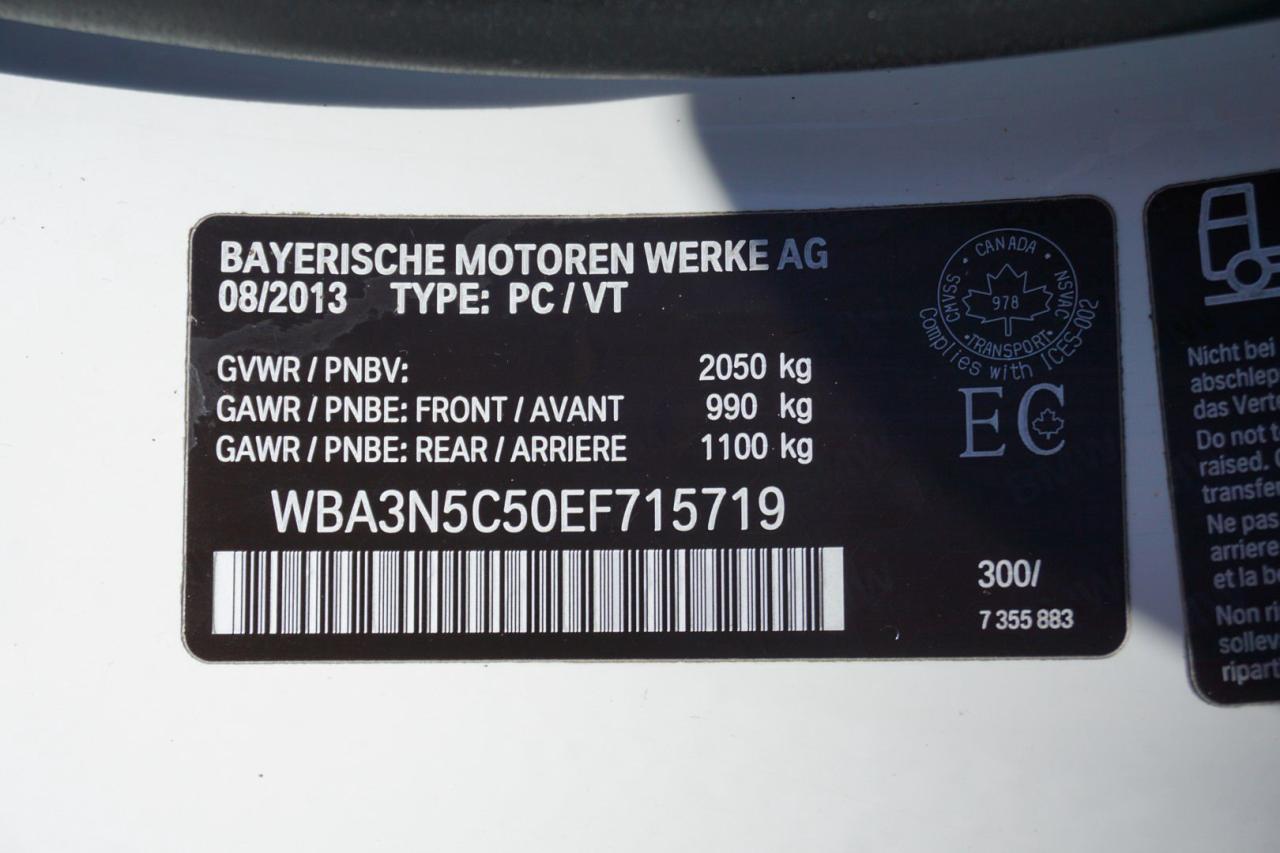 BAYERISCHE MOTOREN WERKE AG
08/2013 TYPE: PC / VT
GVWR / PNBV: 2050 kg
GAWR / PNBE: FRONT / AVANT 990 kg
GAWR / PNBE: REAR / ARRIERE 1100 kg
WBA3N5C50EF715719
300/
7 355 883
CANADA
CMVSS
NSVAC
978
TRANSPORT
Complies with ICES-002
EC
Nicht bei
abschlep
das Verte
Do not t
raised.
transfer
Ne pas
arriere
et la b
Non ri
sollev
ripart